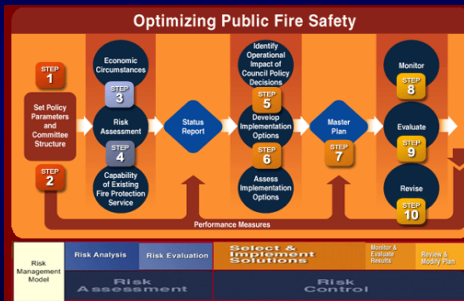 Optimizing Public Fire Safety
STEP
1
Set Policy
Parameters
and
Committee
Structure
STEP
2
Economic
Circumstances
STEP
3
Risk
Assessment
STEP
4
Capability
of Existing
Fire Protection
Service
Status
Report
Identify
Operational
Impact of
Council Policy
Decisions
STEP
5
Develop
Implementation
Options
STEP
6
Assess
Implementation
Options
Master
Plan
STEP
7
Monitor
STEP
8
Evaluate
STEP
9
Revise
STEP
10
Performance Measures
Risk
Management
Model
Risk Analysis
Risk Evaluation
Select &
Implement
Solutions
Monitor &
Evaluate
Results
Review &
Modify Plan
Risk
Assessment
Risk
Control